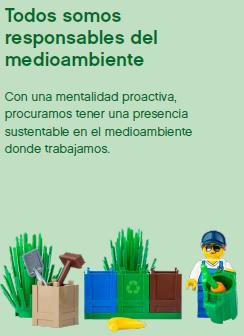 Todos somos
responsables del
medioambiente
Con una mentalidad proactiva,
procuramos tener una presencia
sustentable en el medioambiente
donde trabajamos.